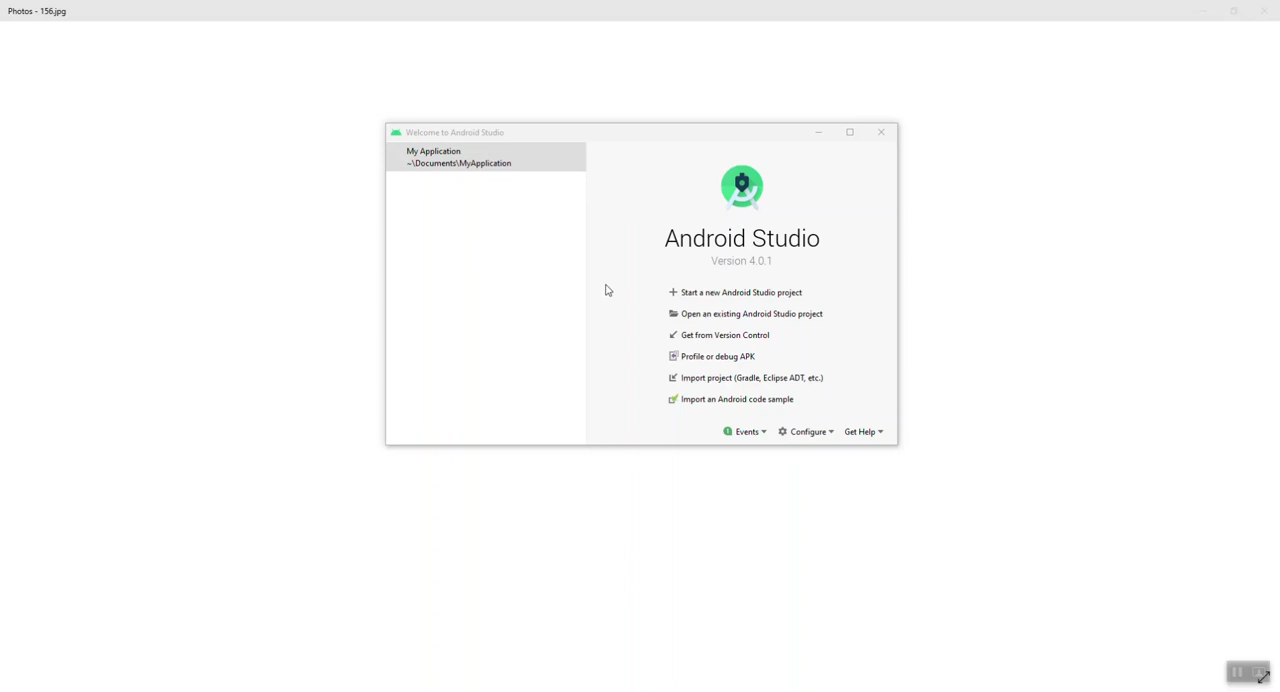 Photos - 156.jpg
Welcome to Android Studio
My Application
~\Documents\MyApplication
Android Studio
Version 4.0.1
Start a new Android Studio project
Open an existing Android Studio project
Get from Version Control
Profile or debug APK
Import project (Gradle, Eclipse ADT, etc.)
Import an Android code sample
Events Configure Get Help